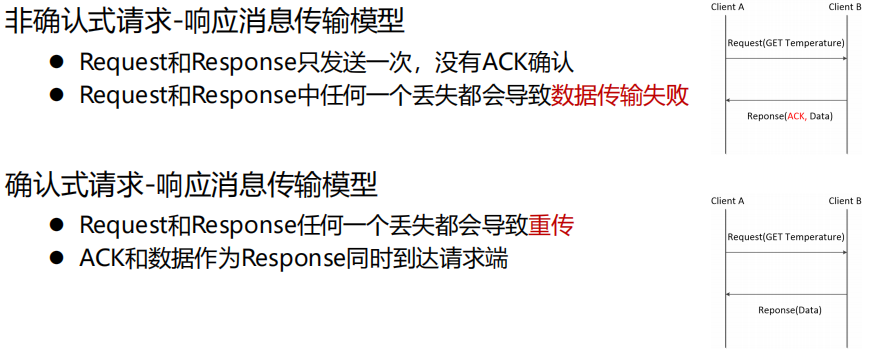 非确认式请求-响应消息传输模型
● Request和Response只发送一次，没有ACK确认
● Request和Response中任何一个丢失都会导致数据传输失败
Client A Client B
Request(GET Temperature)
Reponse(ACK, Data)
确认式请求-响应消息传输模型
● Request和Response任何一个丢失都会导致重传
● ACK和数据作为Response同时到达请求端
Client A Client B
Request(GET Temperature)
Reponse(Data)